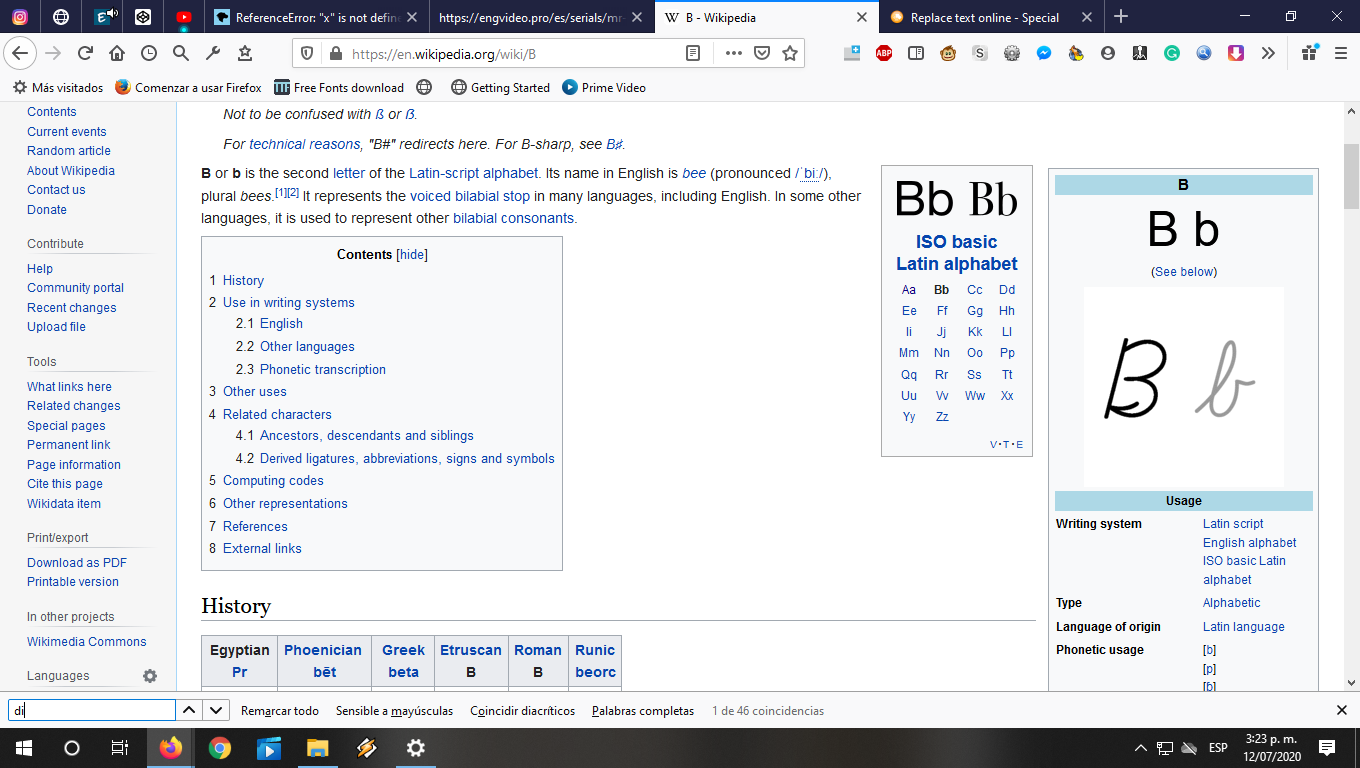 ReferenceError: "x" is not define
https://engvideo.pro/es/serials/mr-
B - Wikipedia
Replace text online - Special
https://en.wikipedia.org/wiki/B
Más visitados
Comenzar a usar Firefox
Free Fonts download
Getting Started
Prime Video
Contents
Current events
Random article
About Wikipedia
Contact us
Donate
Contribute
Help
Community portal
Recent changes
Upload file
Tools
What links here
Related changes
Special pages
Permanent link
Page information
Cite this page
Wikidata item
Print/export
Download as PDF
Printable version
In other projects
Wikimedia Commons
Languages
Not to be confused with ß or ẞ.
For technical reasons, "B#" redirects here. For B-sharp, see B♯.
B or b is the second letter of the Latin-script alphabet. Its name in English is bee (pronounced /ˈbiː/),
plural bees.[1][2] It represents the voiced bilabial stop in many languages, including English. In some other
languages, it is used to represent other bilabial consonants.
Contents [hide]
1 History
2 Use in writing systems
2.1 English
2.2 Other languages
2.3 Phonetic transcription
3 Other uses
4 Related characters
4.1 Ancestors, descendants and siblings
4.2 Derived ligatures, abbreviations, signs and symbols
5 Computing codes
6 Other representations
7 References
8 External links
History
Egyptian Phoenician Greek Etruscan Roman Runic
Pr bēt beta B B beorc
Bb Bb
ISO basic
Latin alphabet
Aa Bb Cc Dd
Ee Ff Gg Hh
Ii Jj Kk Ll
Mm Nn Oo Pp
Qq Rr Ss Tt
Uu Vv Ww Xx
Yy Zz
V·T·E
B
B b
(See below)
B b
Usage
Writing system Latin script
English alphabet
ISO basic Latin
alphabet
Type Alphabetic
Language of origin Latin language
Phonetic usage [b]
[p]
di
Remarcar todo
Sensible a mayúsculas
Coincidir diacríticos
Palabras completas
1 de 46 coincidencias
ESP
3:23 p. m.
12/07/2020